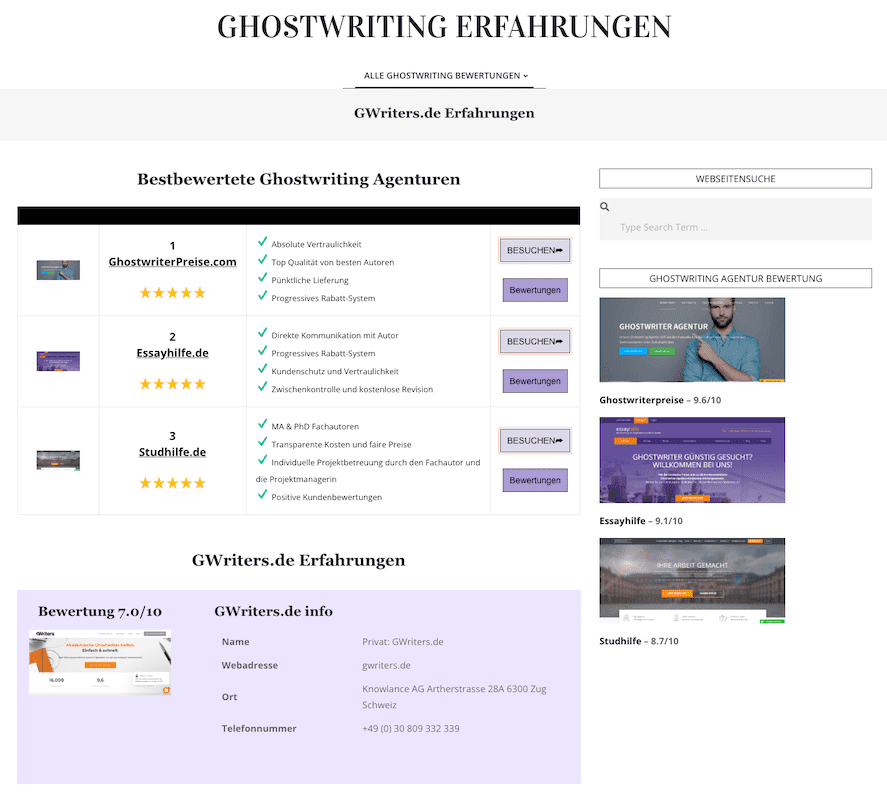 GHOSTWRITING ERFAHRUNGEN
ALLE GHOSTWRITING BEWERTUNGEN
GWriters.de Erfahrungen
Bestbewertete Ghostwriting Agenturen
1
GhostwriterPreise.com
Absolute Vertraulichkeit
Top Qualität von besten Autoren
Pünktliche Lieferung
Progressives Rabatt-System
BESUCHEN
Bewertungen
2
Essayhilfe.de
Direkte Kommunikation mit Autor
Progressives Rabatt-System
Kundenschutz und Vertraulichkeit
Zwischenkontrolle und kostenlose Revision
BESUCHEN
Bewertungen
3
Studhilfe.de
MA & PhD Fachautoren
Transparente Kosten und faire Preise
Individuelle Projektbetreuung durch den Fachautor und
die Projektmanagerin
Positive Kundenbewertungen
BESUCHEN
Bewertungen
GWriters.de Erfahrungen
Bewertung 7.0/10
GWriters
Akademische Ghostwriter helfen.
Einfach & schnell.
GWriters.de info
Name Privat: GWriters.de
Webadresse gwriters.de
Ort Knowlance AG Artherstrasse 28A 6300 Zug
Schweiz
Telefonnummer +49 (0) 30 809 332 339
WEBSEITENSUCHE
Type Search Term ...
GHOSTWRITING AGENTUR BEWERTUNG
GHOSTWRITER AGENTUR
Ghostwriterpreise – 9.6/10
GHOSTWRITER GÜNSTIG GESUCHT?
WILLKOMMEN BEI UNS!
Essayhilfe – 9.1/10
IHRE ARBEIT GEMACHT
Studhilfe – 8.7/10